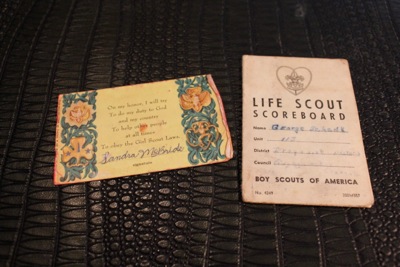 On my honor, I will try
To do my duty to God
and my country
To help other people
at all times
To obey the Girl Scout Laws.
Sandra McBride
LIFE SCOUT
SCOREBOARD
Name George
Unit
District
Council
BOY SCOUTS OF AMERICA
No.